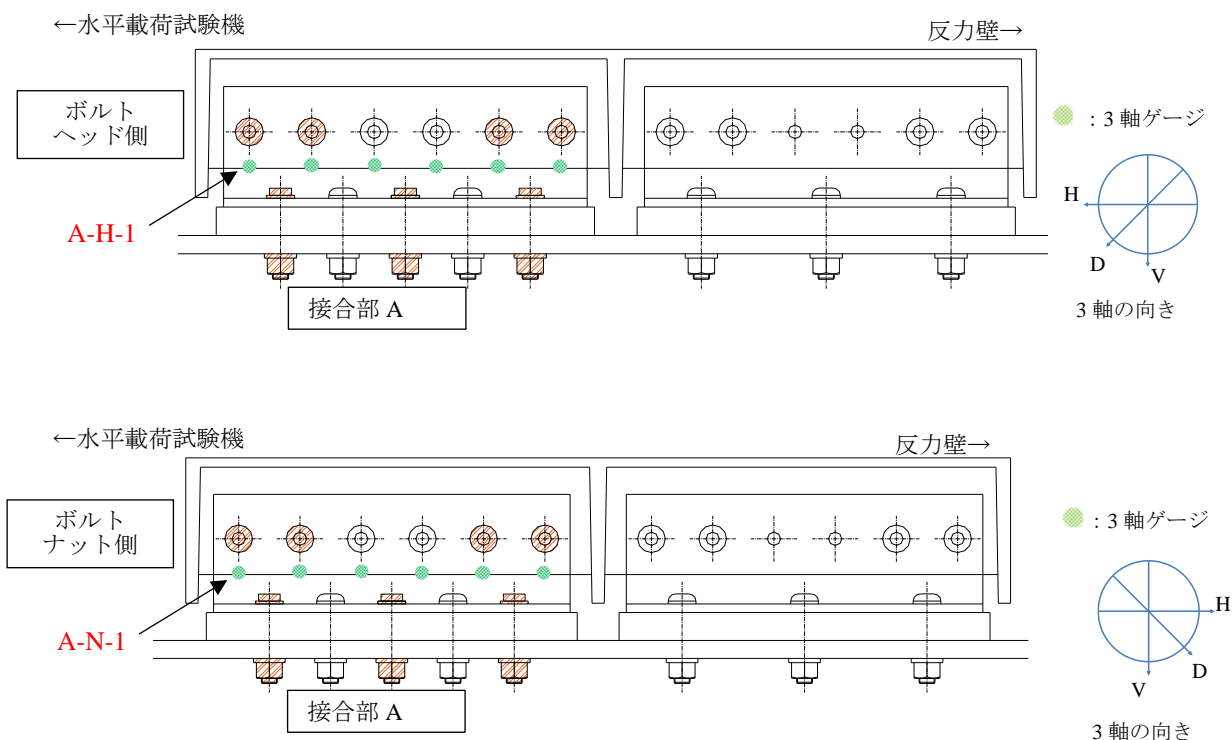 ←水平載荷試験機
反力壁→
ボルト
ヘッド側
:3 軸ゲージ
H
D
V
A-H-1
接合部 A
3 軸の向き
←水平載荷試験機
反力壁→
ボルト
ナット側
:3 軸ゲージ
H
D
V
A-N-1
接合部 A
3 軸の向き